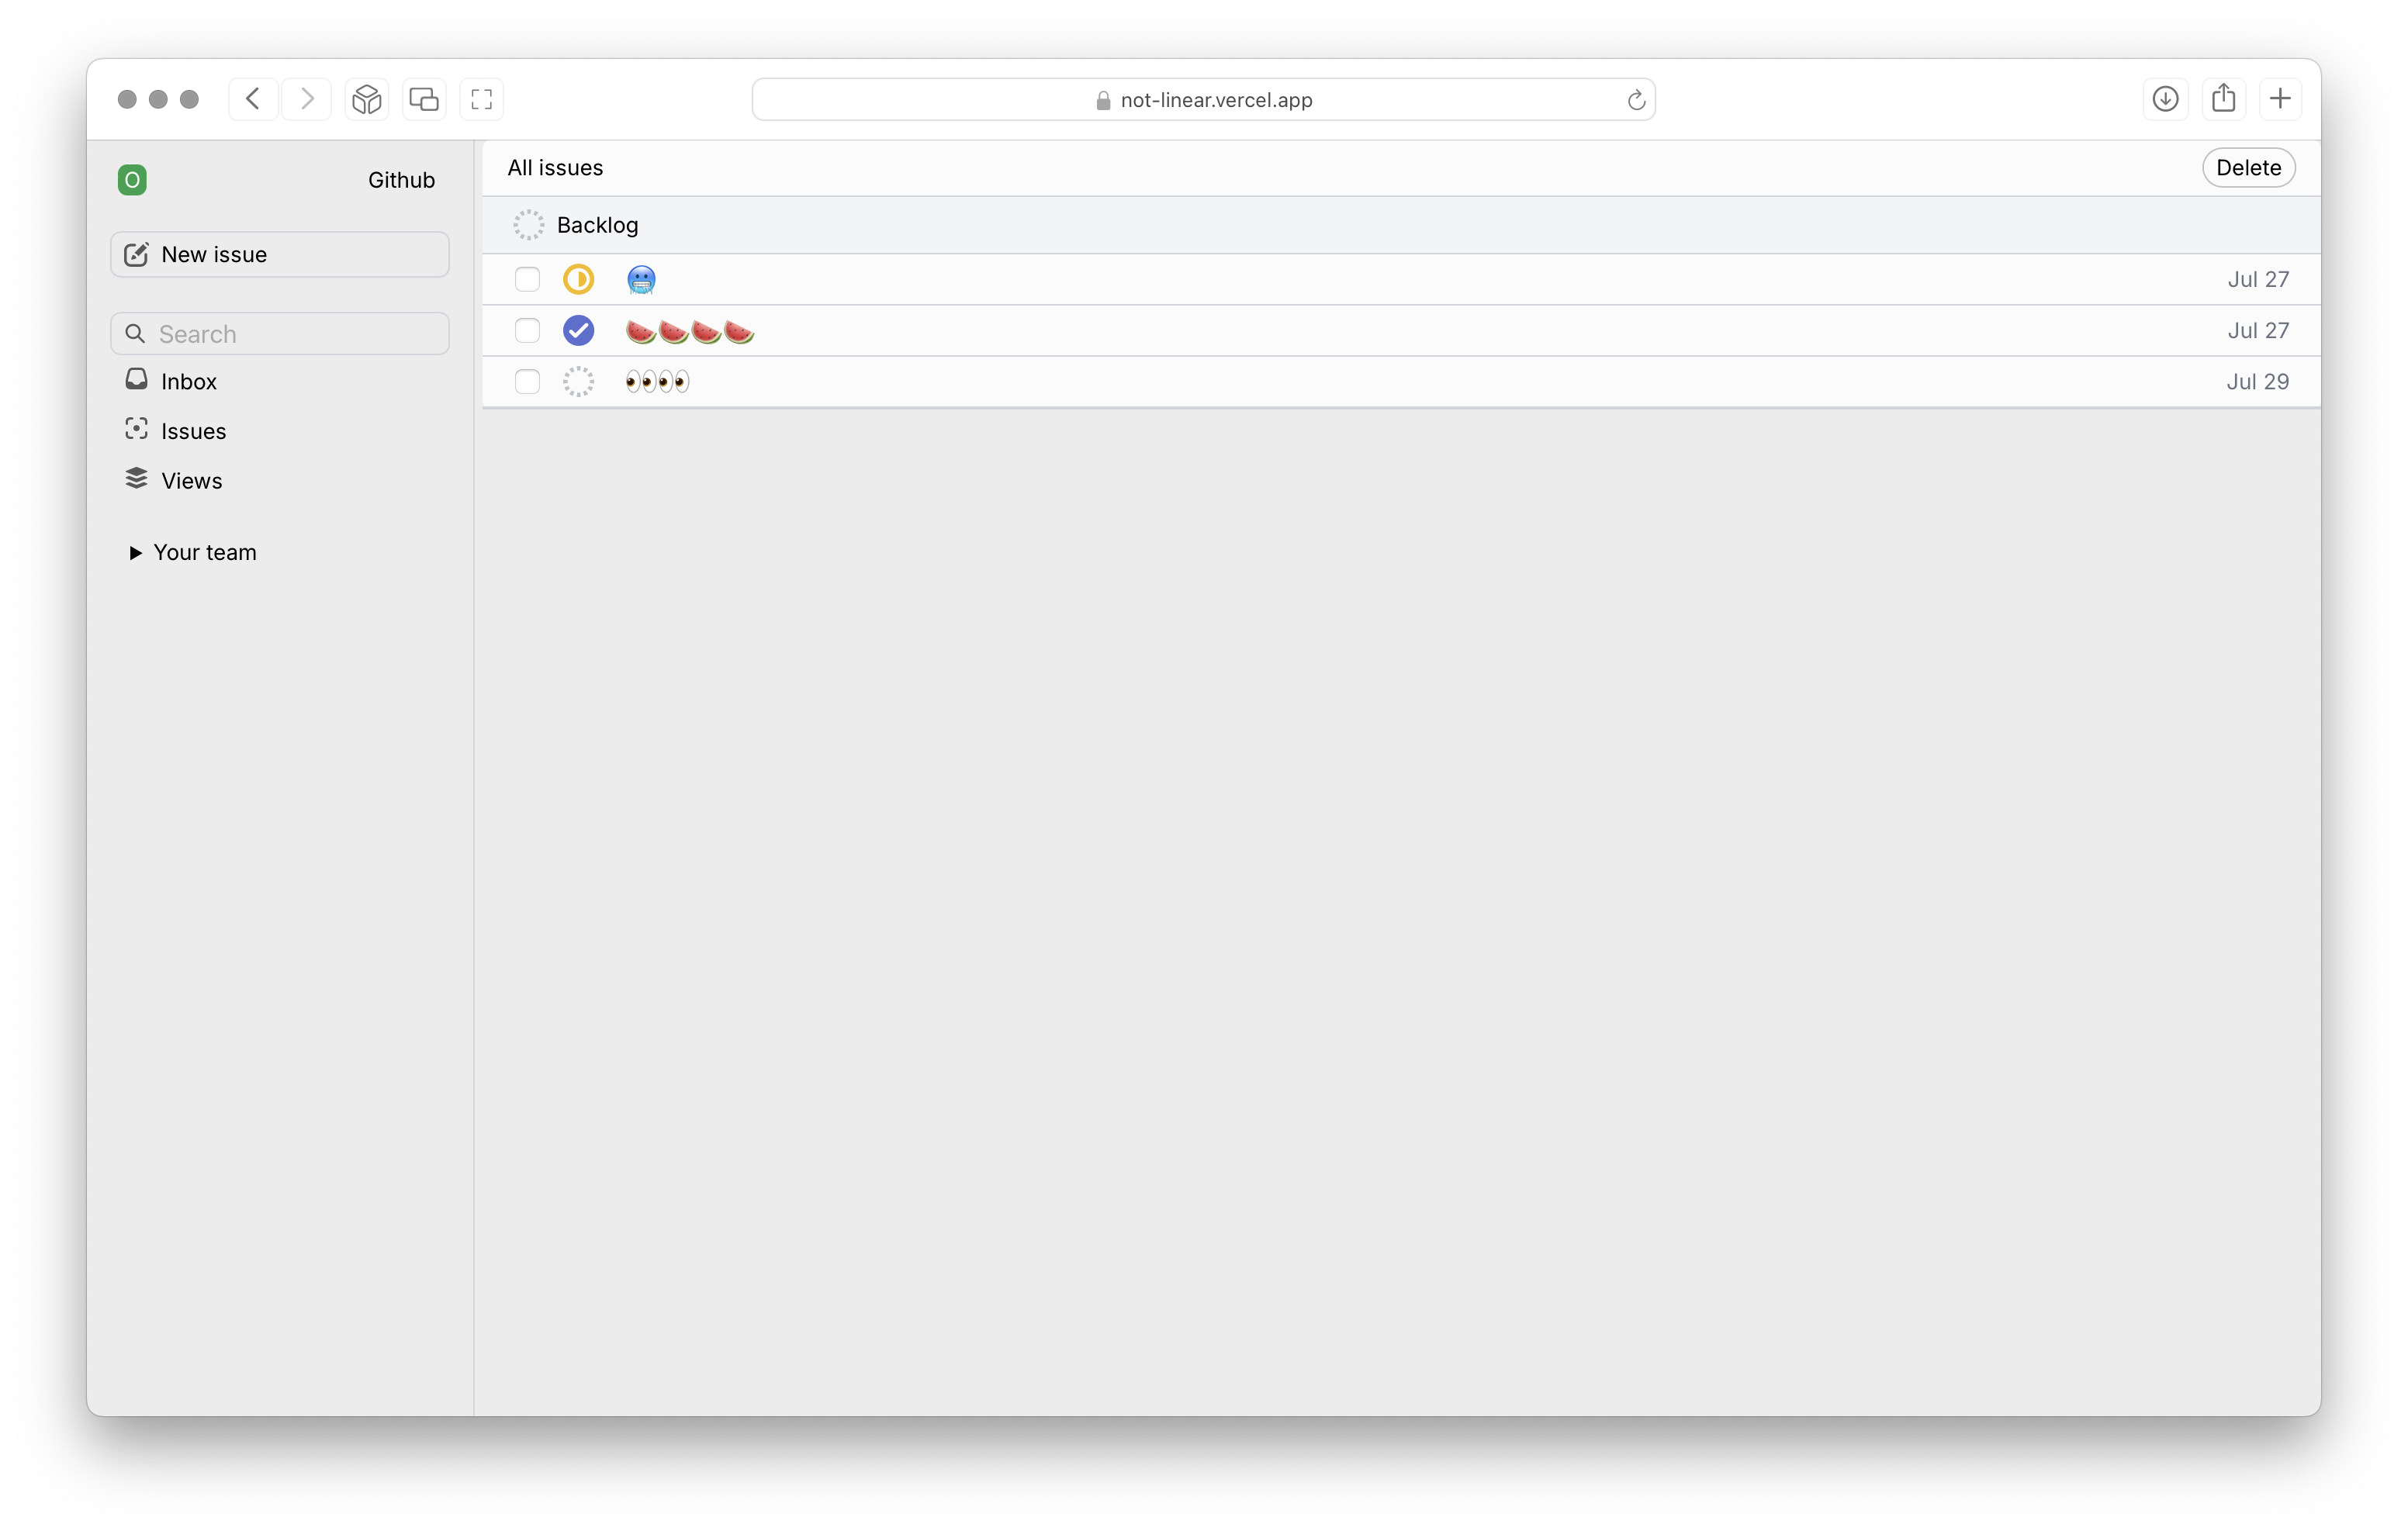 not-linear.vercel.app
O Github
New issue
Search
Inbox
Issues
Views
Your team
All issues Delete
Backlog
🥶 Jul 27
🍉🍉🍉🍉 Jul 27
👀👀 Jul 29